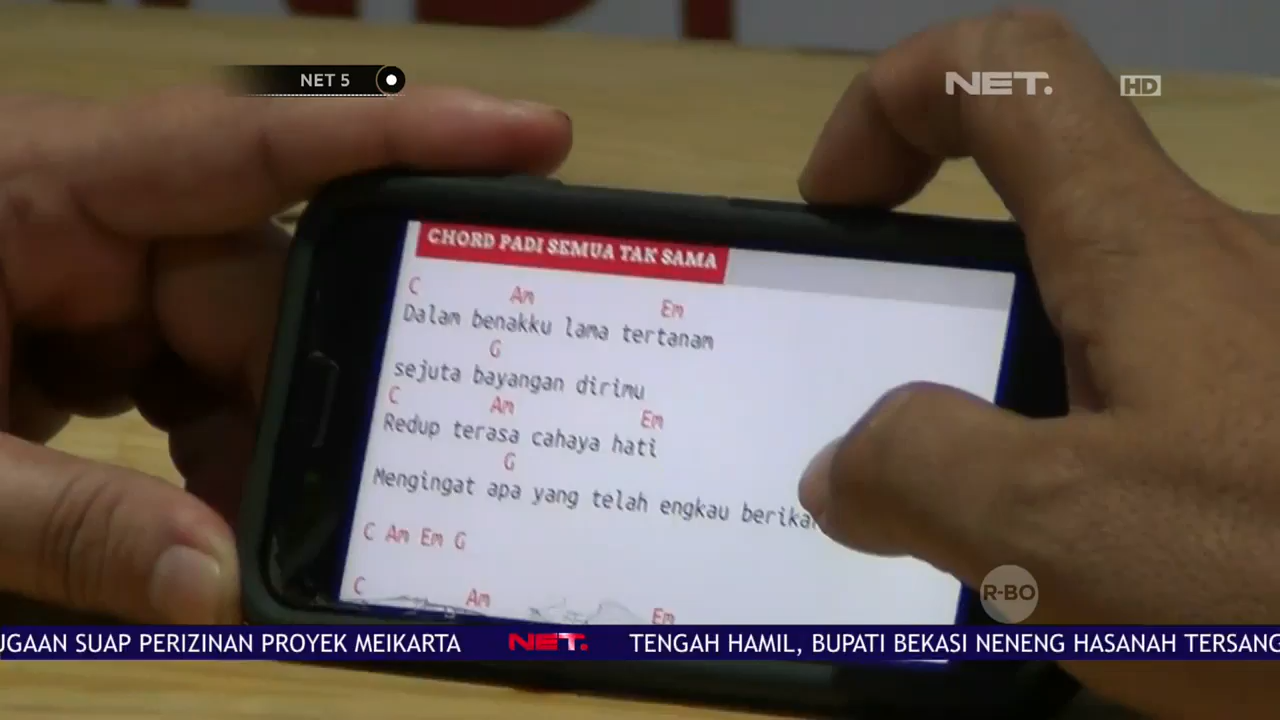 NET 5
NET.
HD
CHORD PADI SEMUA TAK SAMA
C Am Em
Dalam benakku lama tertanam
G
sejuta bayangan dirimu
C Am Em
Redup terasa cahaya hati
G
Mengingat apa yang telah engkau berikan
C Am Em G
C Am Em
R-BO
UGAAN SUAP PERIZINAN PROYEK MEIKARTA NET. TENGAH HAMIL, BUPATI BEKASI NENENG HASANAH TERSANG